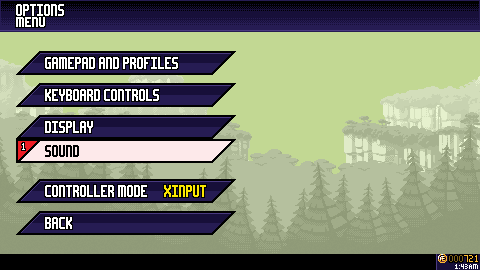 OPTIONS
MENU
GAMEPAD AND PROFILES
KEYBOARD CONTROLS
DISPLAY
1 SOUND
CONTROLLER MODE XINPUT
BACK
000721
1:43AM